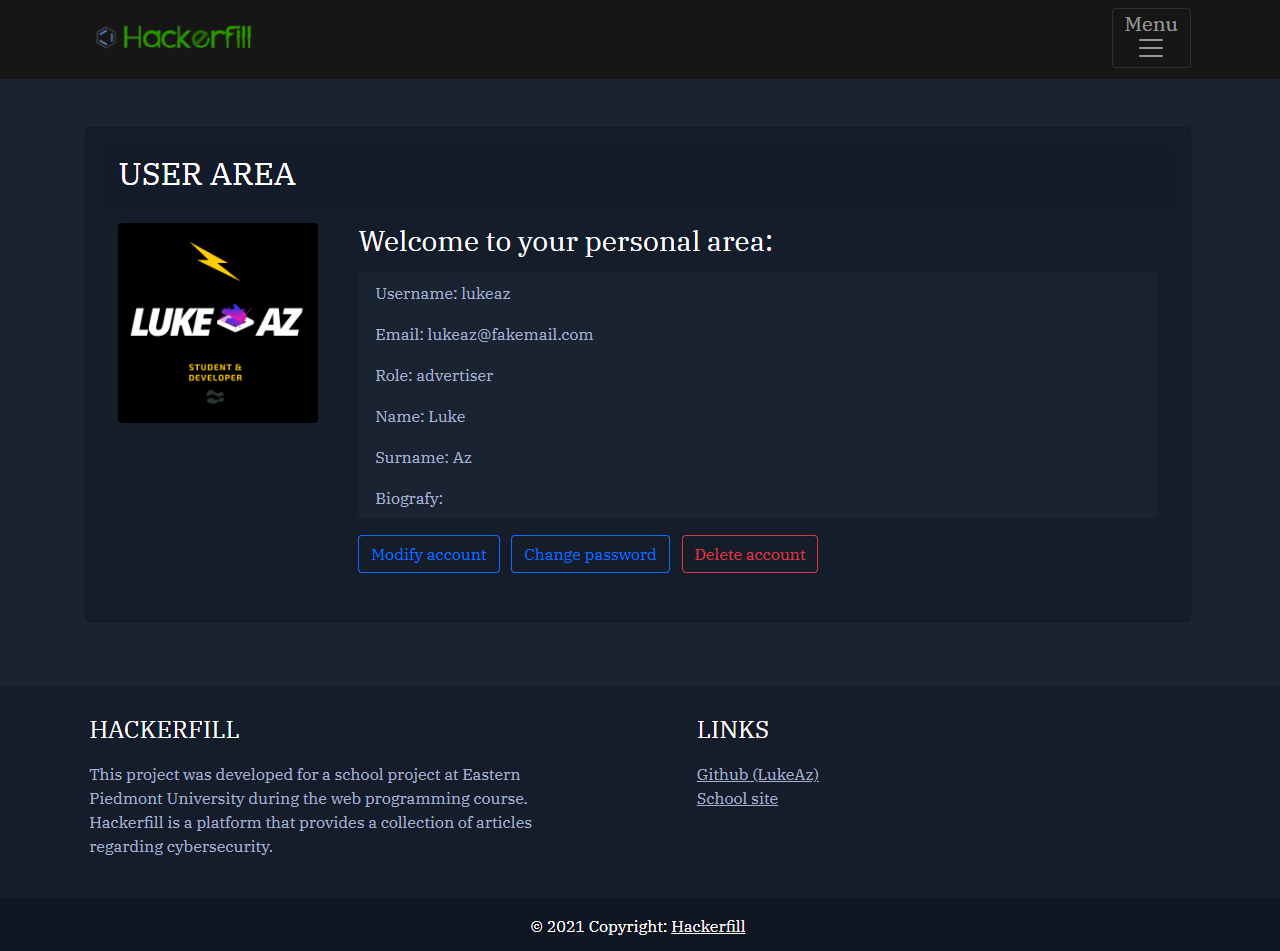 Hackerfill
Menu
USER AREA
LUKE AZ
STUDENT &
DEVELOPER
Welcome to your personal area:
Username: lukeaz
Email: lukeaz@fakemail.com
Role: advertiser
Name: Luke
Surname: Az
Biografy:
Modify account
Change password
Delete account
HACKERFILL
This project was developed for a school project at Eastern
Piedmont University during the web programming course.
Hackerfill is a platform that provides a collection of articles
regarding cybersecurity.
LINKS
Github (LukeAz)
School site
© 2021 Copyright: Hackerfill